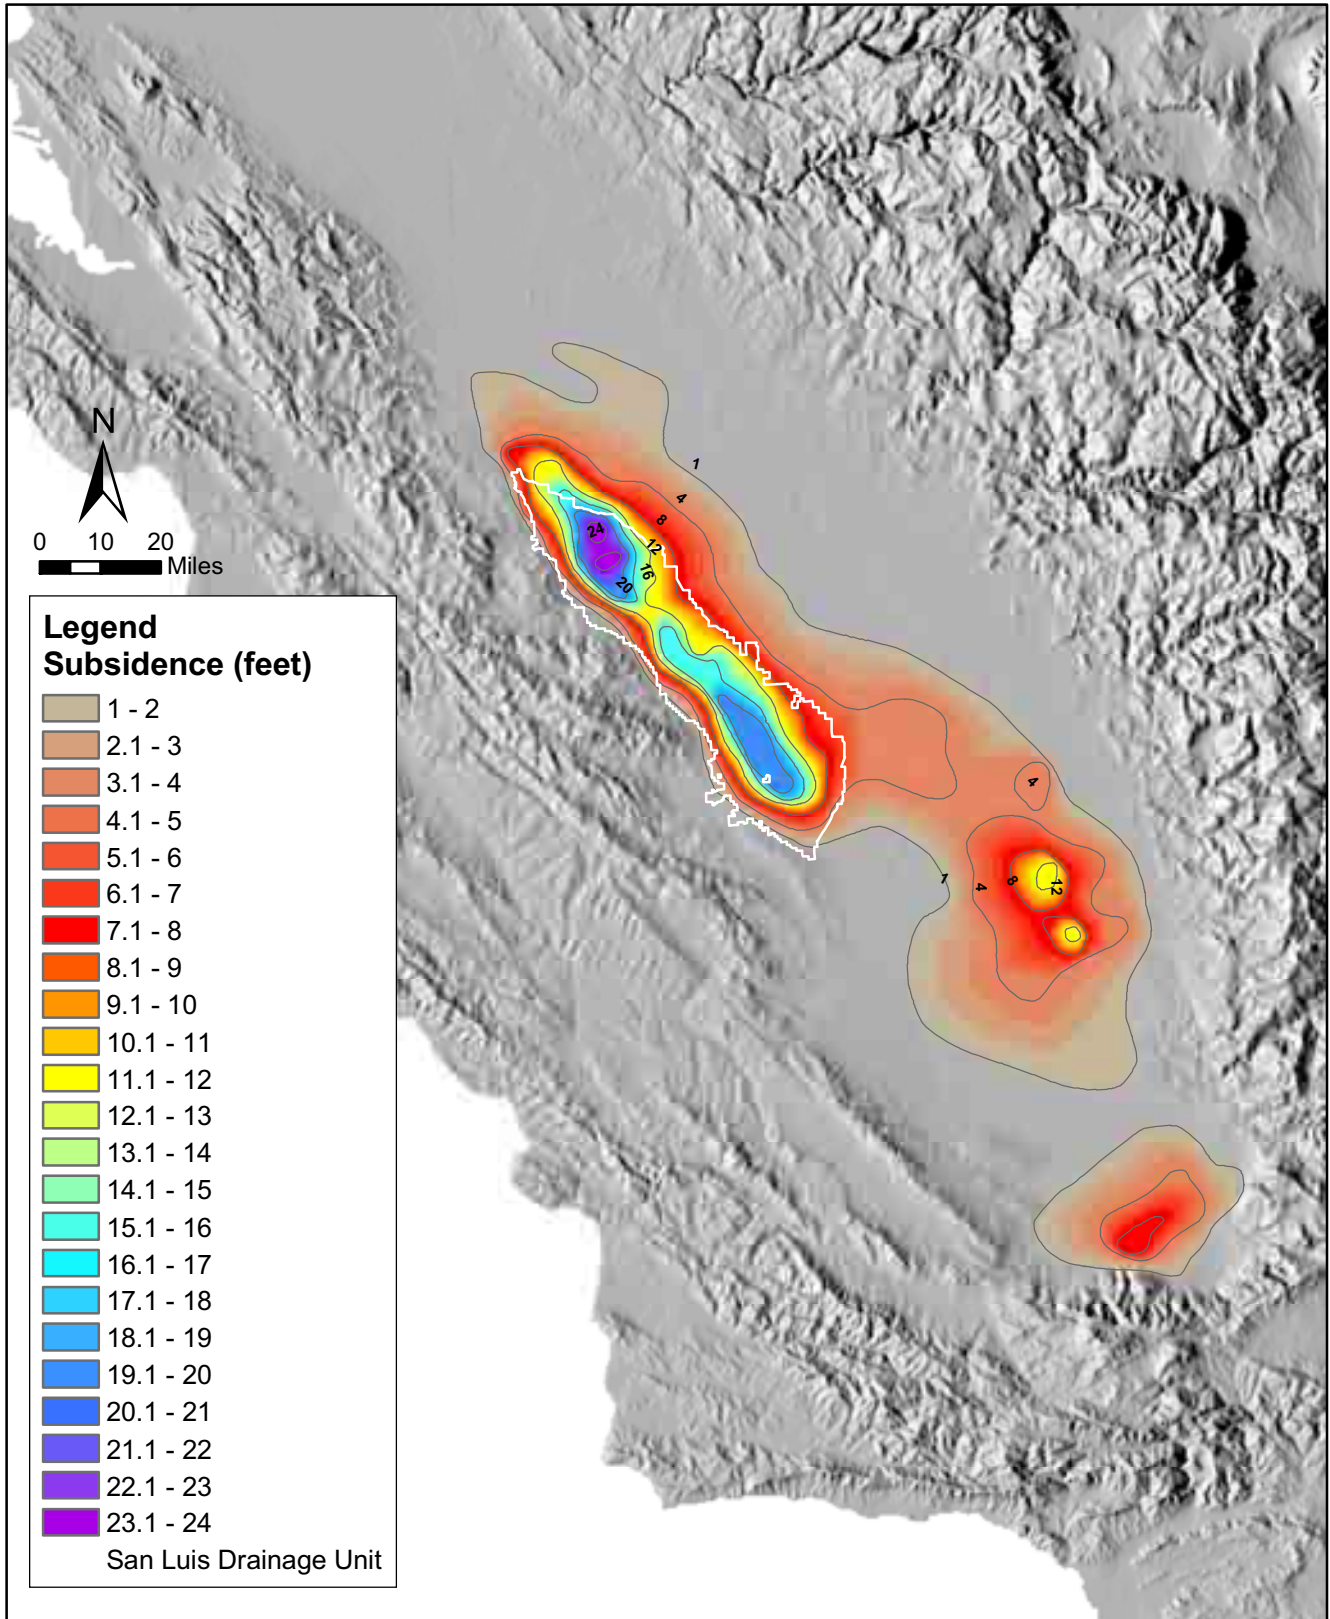 1
4
8
24
12
16
20
4
1
4
8
12
N
0 10 20
Miles
Legend
Subsidence (feet)
1 - 2
2.1 - 3
3.1 - 4
4.1 - 5
5.1 - 6
6.1 - 7
7.1 - 8
8.1 - 9
9.1 - 10
10.1 - 11
11.1 - 12
12.1 - 13
13.1 - 14
14.1 - 15
15.1 - 16
16.1 - 17
17.1 - 18
18.1 - 19
19.1 - 20
20.1 - 21
21.1 - 22
22.1 - 23
23.1 - 24
San Luis Drainage Unit